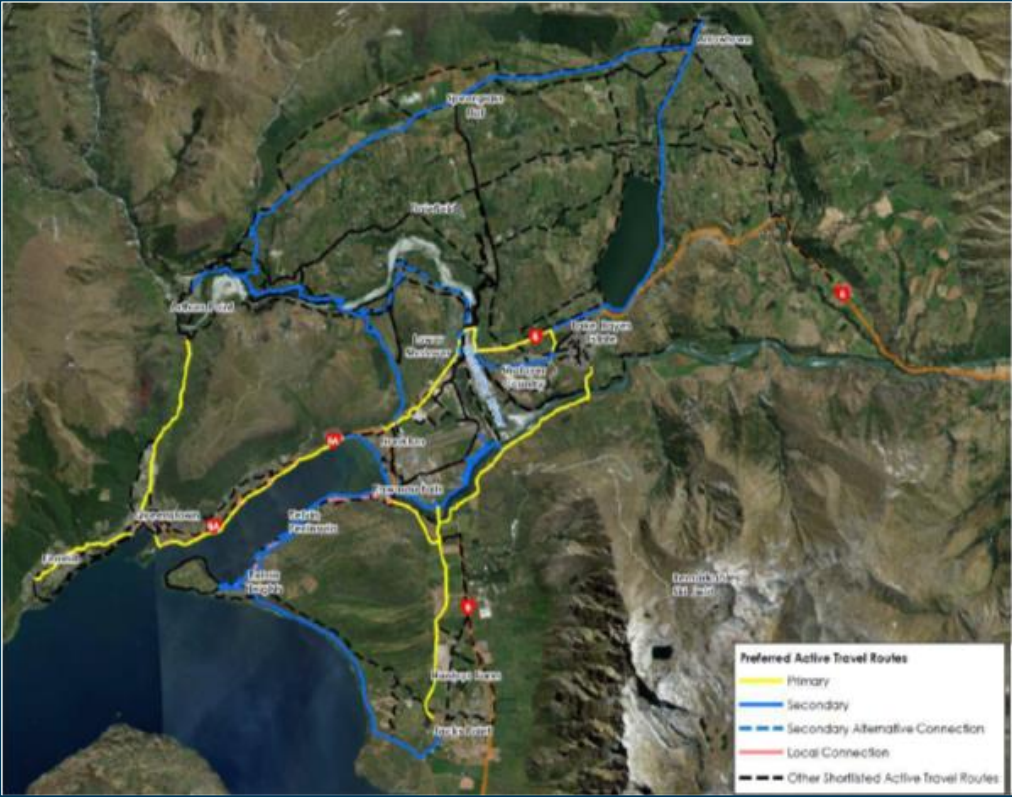 Arrowtown
Speargrass
Flat
Dalefield
Arthurs Point
6
Lower
Shotover
6
Lake Hayes
Estate
Shotover
Country
6A
Frankton
Kawarau Falls
Queenstown
6A
Kelvin
Peninsula
Fernhill
Kelvin
Heights
Remarkables
Ski Field
6
Hanleys Farm
Jacks Point
Preferred Active Travel Routes
Primary
Secondary
Secondary Alternative Connection
Local Connection
Other Shortlisted Active Travel Routes